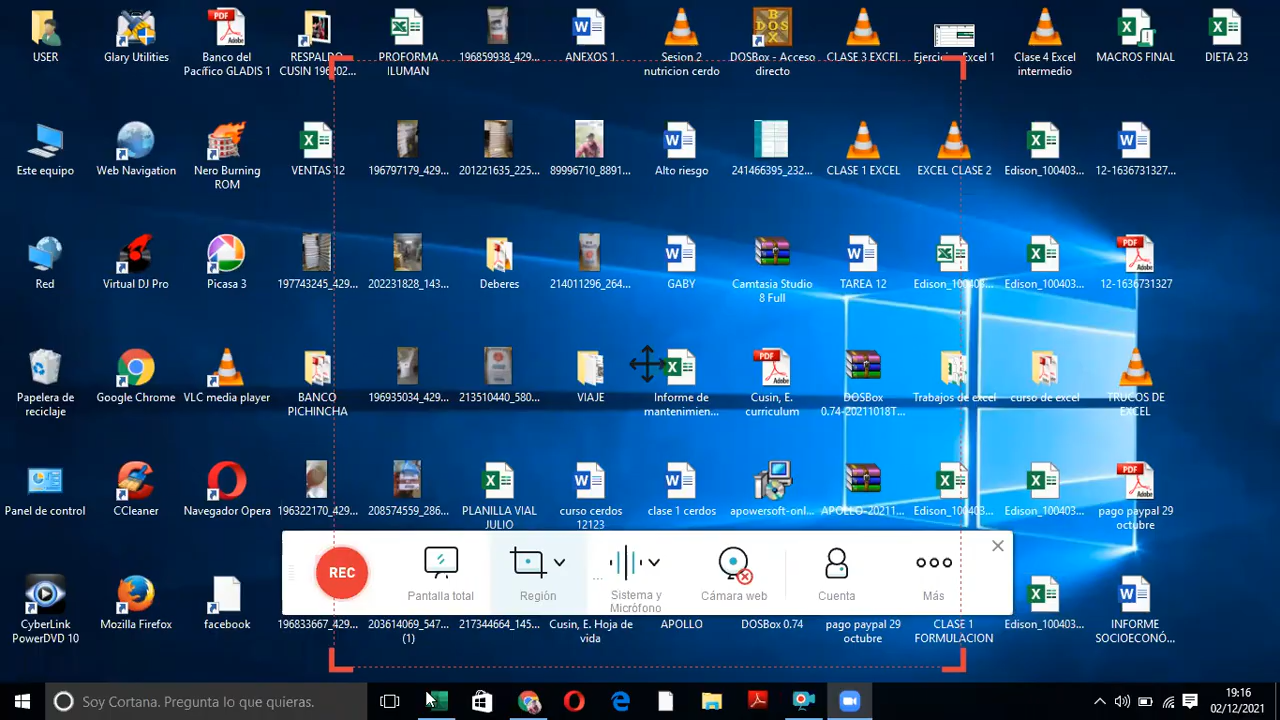 USER
Glary Utilities
Banco del
Pacifico GLADIS 1
RESPALDO
PROFORMA
ILUMAN
196859939_429...
ANEXOS 1
Sesion 2
nutricion cerdo
DOSBox - Acceso
directo
CLASE 3 EXCEL
Clase 4 Excel
intermedio
MACROS FINAL
DIETA 23
Este equipo
Web Navigation
Nero Burning
ROM
VENTAS 12
196797179_429...
201221635_225...
89996710_8891...
Alto riesgo
241466395_232...
CLASE 1 EXCEL
EXCEL CLASE 2
Edison_100403...
12-1636731327...
Red
Virtual DJ Pro
Picasa 3
197743245_429...
202231828_143...
Deberes
214011296_264...
GABY
Camtasia Studio
8 Full
TAREA 12
Edison_100403...
Edison_100403...
12-1636731327
Papelera de
reciclaje
Google Chrome
VLC media player
BANCO
PICHINCHA
196935034_429...
213510440_580...
VIAJE
Informe de
mantenimien...
Cusin, E.
curriculum
DOSBox
0.74-20211018T...
Trabajos de excel
curso de excel
TRUCOS DE
EXCEL
Panel de control
CCleaner
Navegador Opera
196322170_429...
208574559_286...
PLANILLA VIAL
JULIO
curso cerdos
12123
clase 1 cerdos
apowersoft-onl...
APOLLO-20211...
Edison_100403...
Edison_100403...
pago paypal 29
octubre
REC
Pantalla total
Región
Sistema y
Micrófono
Cámara web
Cuenta
Más
CyberLink
PowerDVD 10
Mozilla Firefox
facebook
196833667_429...
203614069_547...
(1)
217344664_145...
Cusin, E. Hoja de
vida
APOLLO
DOSBox 0.74
pago paypal 29
octubre
CLASE 1
FORMULACION
Edison_100403...
INFORME
SOCIOECONÓ...
Soy Cortana. Pregunta lo que quieras.
19:16
02/12/2021